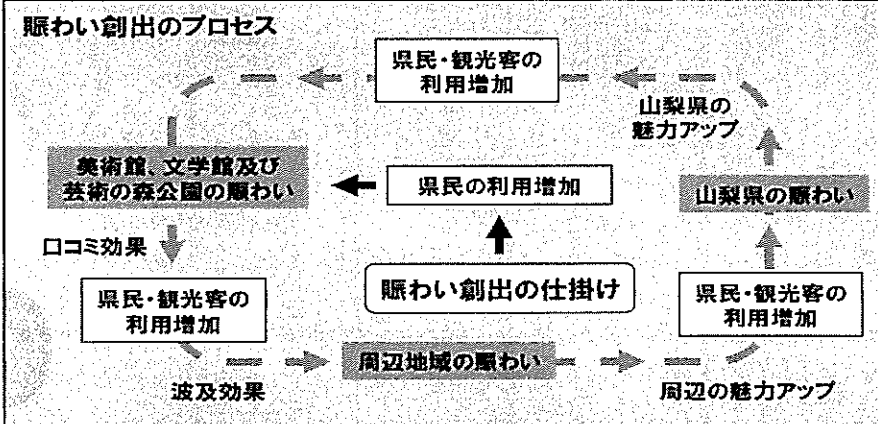 賑わい創出のプロセス
県民・観光客の
利用増加
山梨県の
魅力アップ
美術館、文学館及び
芸術の森公園の賑わい
県民の利用増加
山梨県の賑わい
口コミ効果
賑わい創出の仕掛け
県民・観光客の
利用増加
県民・観光客の
利用増加
周辺地域の賑わい
波及効果
周辺の魅力アップ